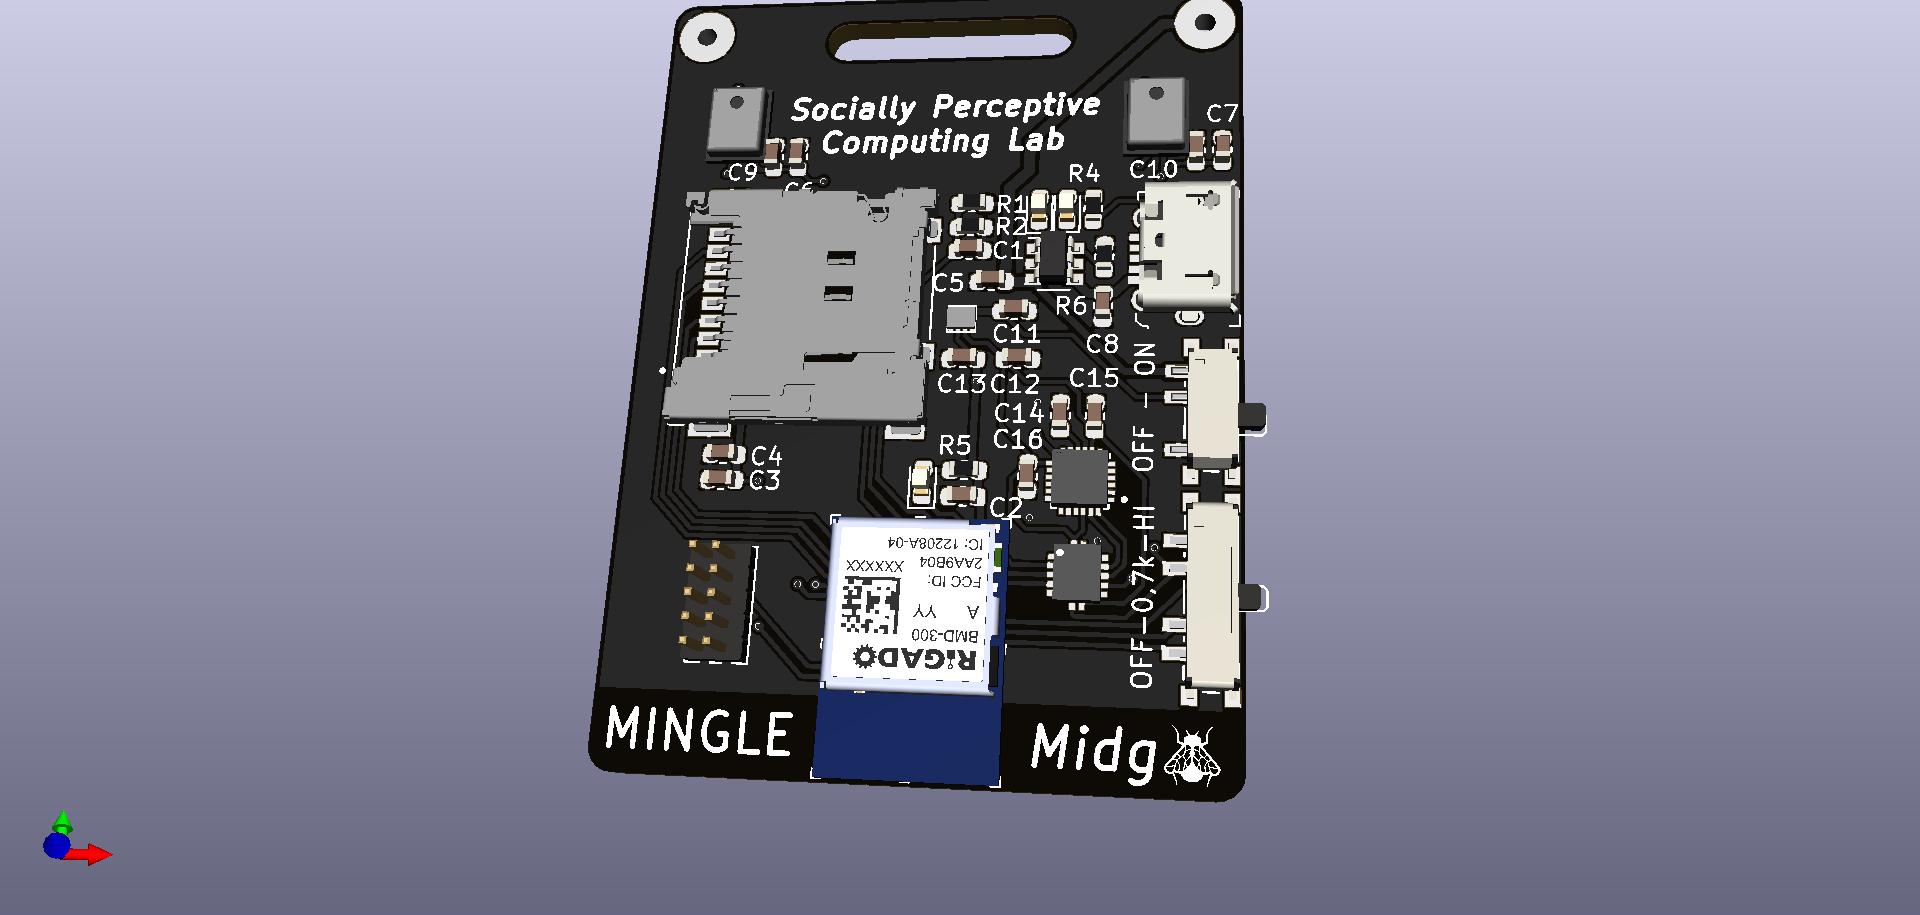 Socially Perceptive
Computing Lab
C7
C9
C10
R4
R1
R2
C1
C5
R6
C11
C8
C13
C12
C15
C14
C16
C4
C3
R5
C2
OFF - ON
OFF-0,7k-HI
RiGADO
BMD-300
A YY
FCC ID:
2AA9B04
XXXXXX
IC: 12208A-04
MINGLE
Midg